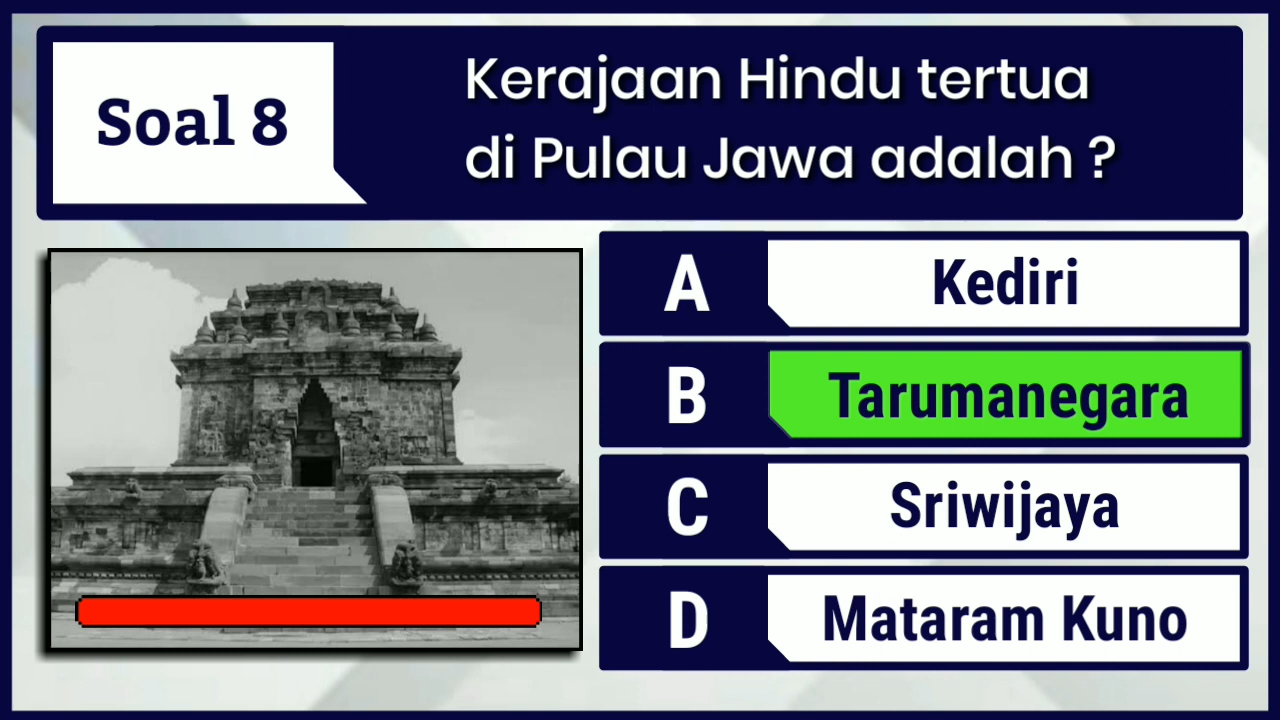 Soal 8
Kerajaan Hindu tertua
di Pulau Jawa adalah ?
A
Kediri
B
Tarumanegara
C
Sriwijaya
D
Mataram Kuno